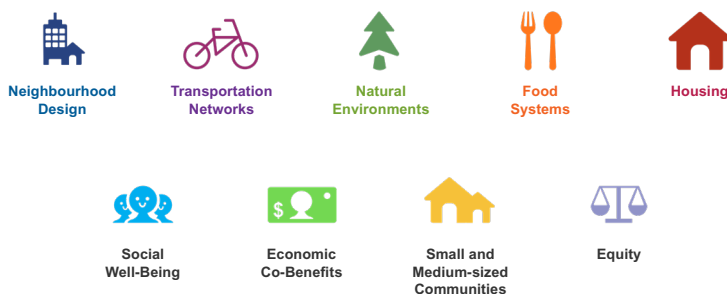 Neighbourhood
Design
Transportation
Networks
Natural
Environments
Food
Systems
Housing
$
Social
Well-Being
Economic
Co-Benefits
Small and
Medium-sized
Communities
Equity